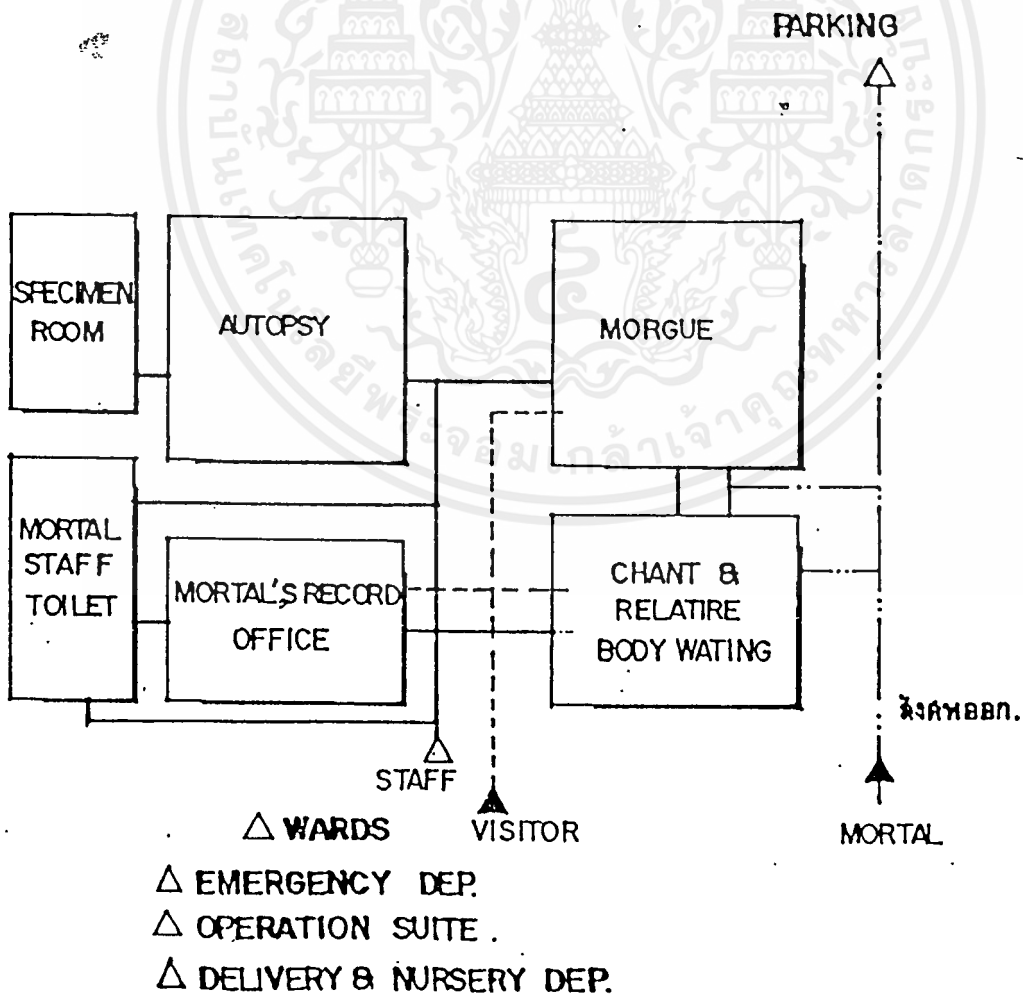 PARKING
SPECIMEN
ROOM
AUTOPSY
MORGUE
MORTAL
STAFF
TOILET
MORTAL'S RECORD
OFFICE
CHANT &
RELATIRE
BODY WATING
STAFF
VISITOR
MORTAL
△ WARDS
△ EMERGENCY DEP.
△ OPERATION SUITE .
△ DELIVERY & NURSERY DEP.